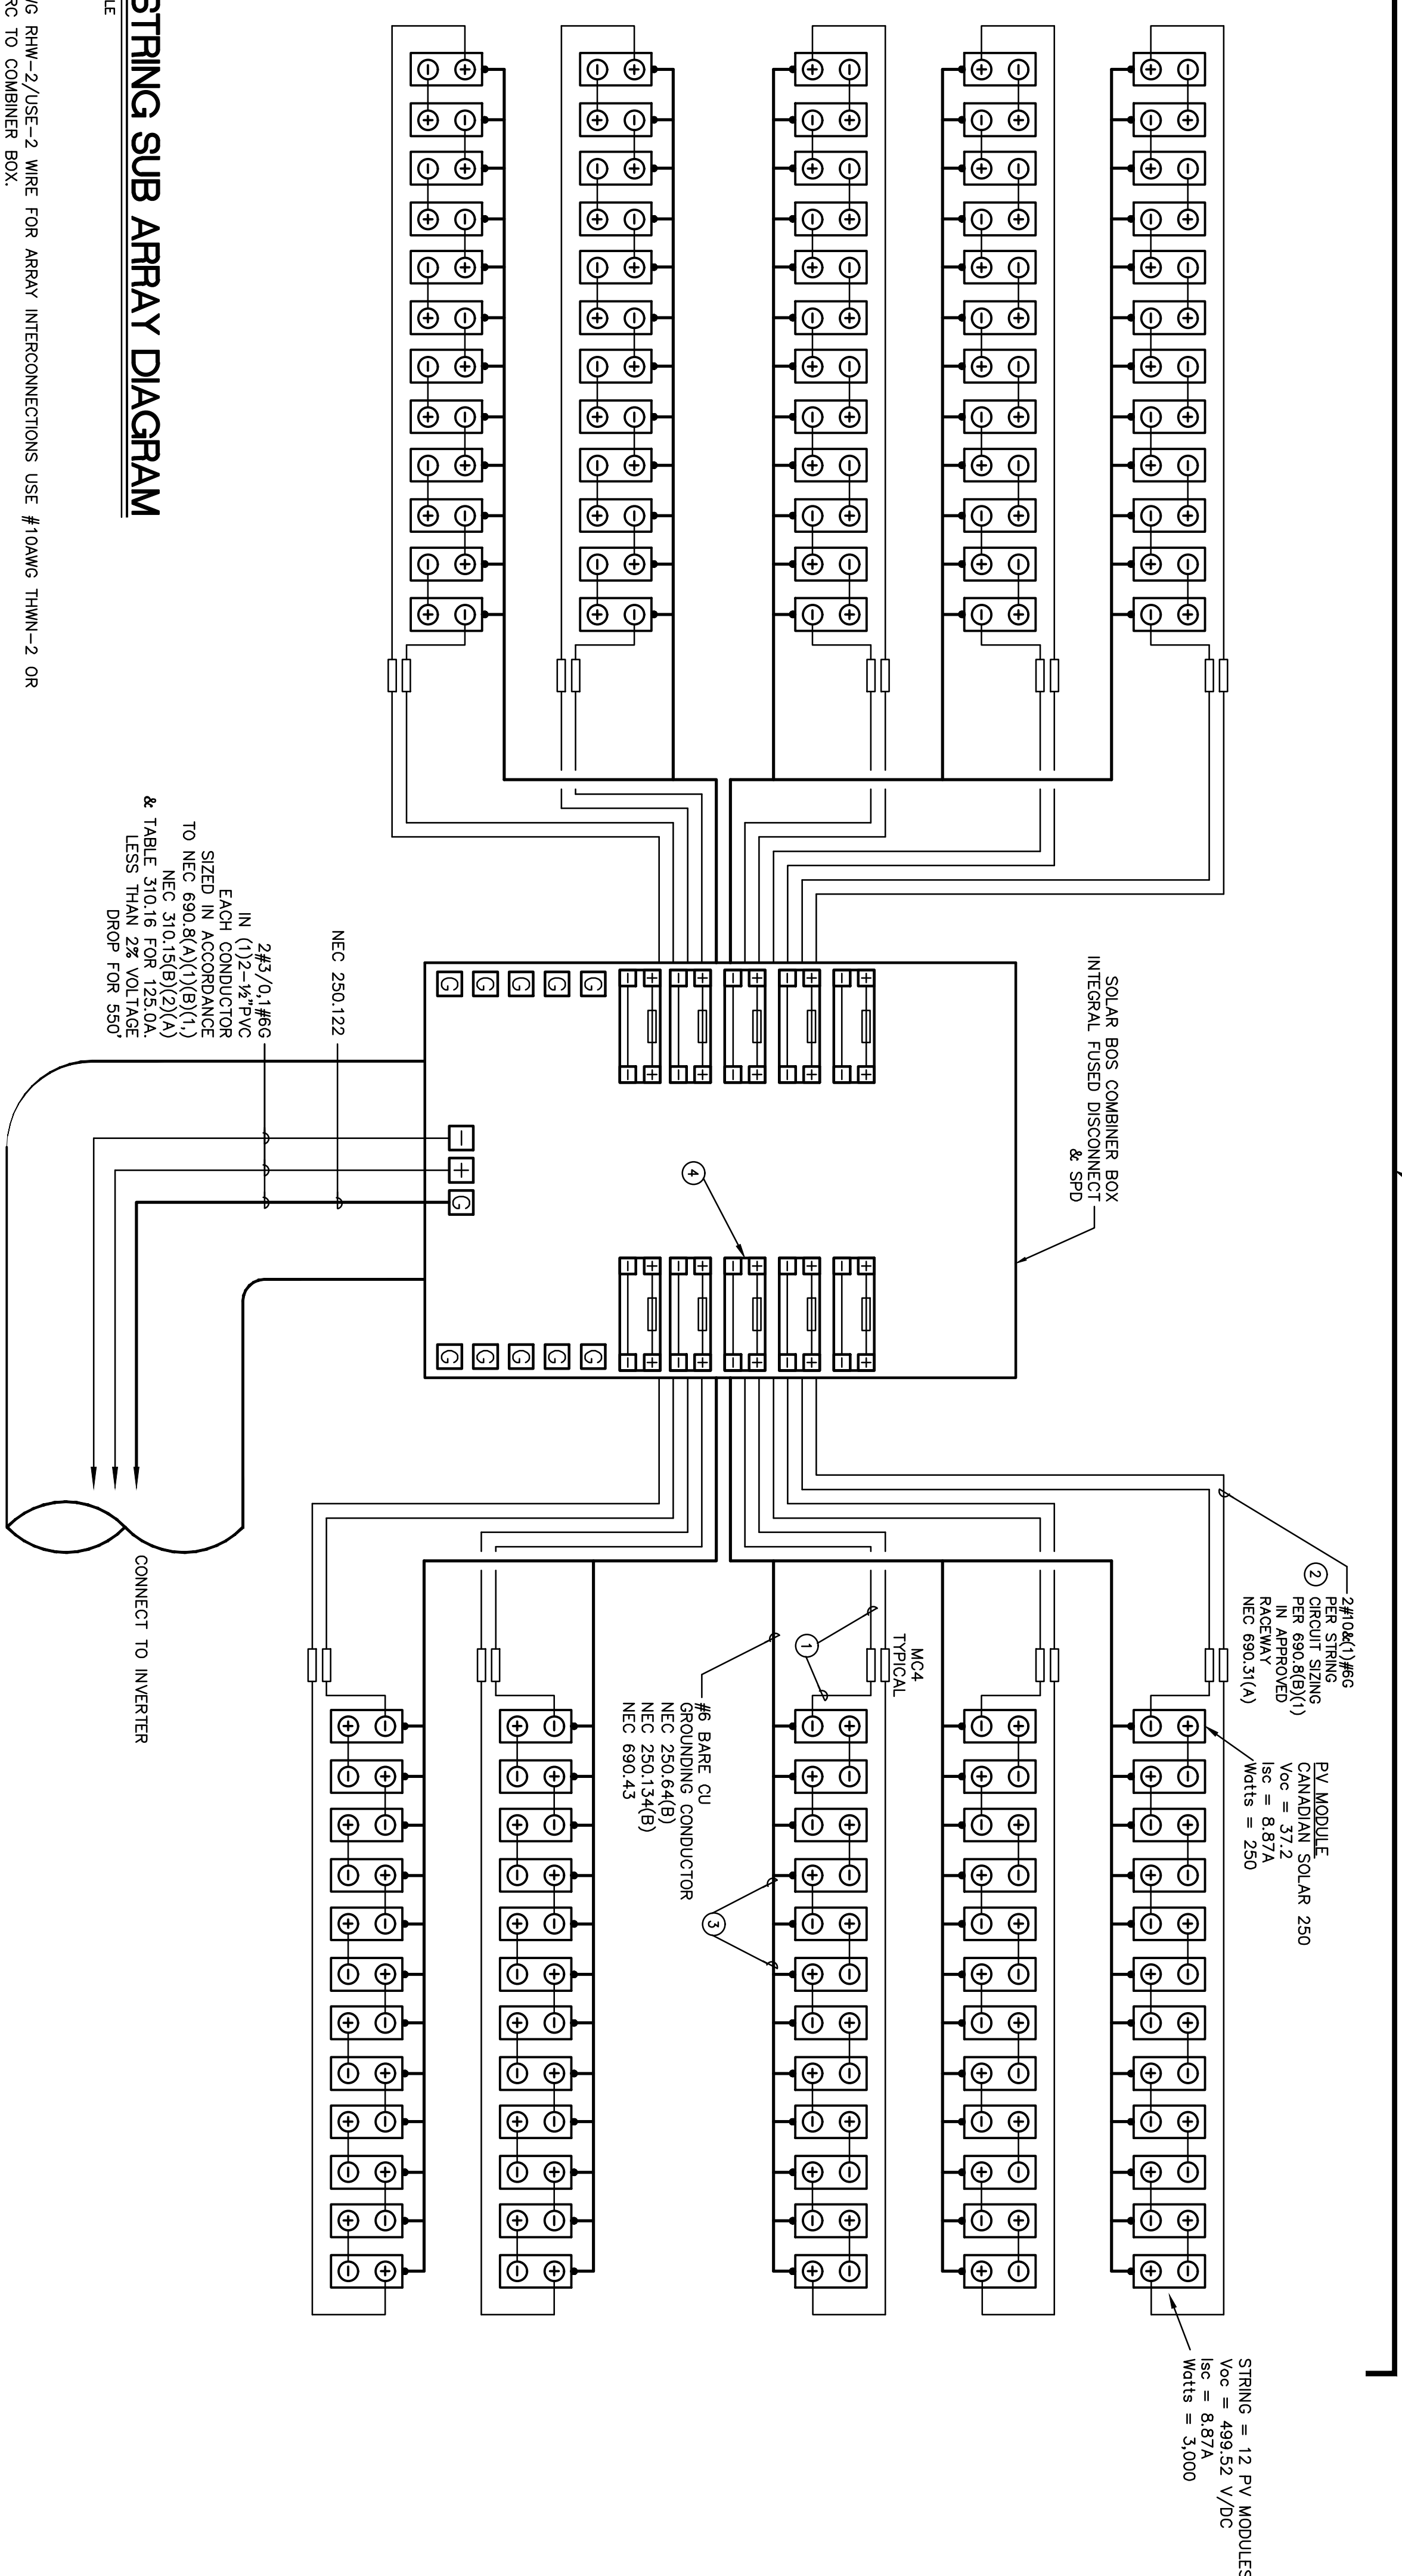 STRING = 12 PV MODULES
Voc = 499.52 V/DC
Isc = 8.87A
Watts = 3,000
2#10&(1)#6G
PER STRING
2
CIRCUIT SIZING
PER 690.8(B)(1)
IN APPROVED
RACEWAY
NEC 690.31(A)
PV MODULE
CANADIAN SOLAR 250
Voc = 37.2
Isc = 8.87A
Watts = 250
SOLAR BOS COMBINER BOX
INTEGRAL FUSED DISCONNECT
& SPD
MC4
TYPICAL
1
#6 BARE CU
GROUNDING CONDUCTOR
NEC 250.64(B)
NEC 250.134(B)
NEC 690.43
3
4
+ - + - + - + - + -
+ - + - + - + - + -
G G G G G
G G G G G
- + G
NEC 250.122
2#3/0,1#6G
IN (1)2-½"PVC
EACH CONDUCTOR
SIZED IN ACCORDANCE
TO NEC 690.8(A)(1)(B)(1,)
NEC 310.15(B)(2)(A)
& TABLE 310.16 FOR 125.0A.
LESS THAN 2% VOLTAGE
DROP FOR 550'
CONNECT TO INVERTER
STRING SUB ARRAY DIAGRAM
LE
RHW-2/USE-2 WIRE FOR ARRAY INTERCONNECTIONS USE #10AWG THWN-2 OR
TO COMBINER BOX.